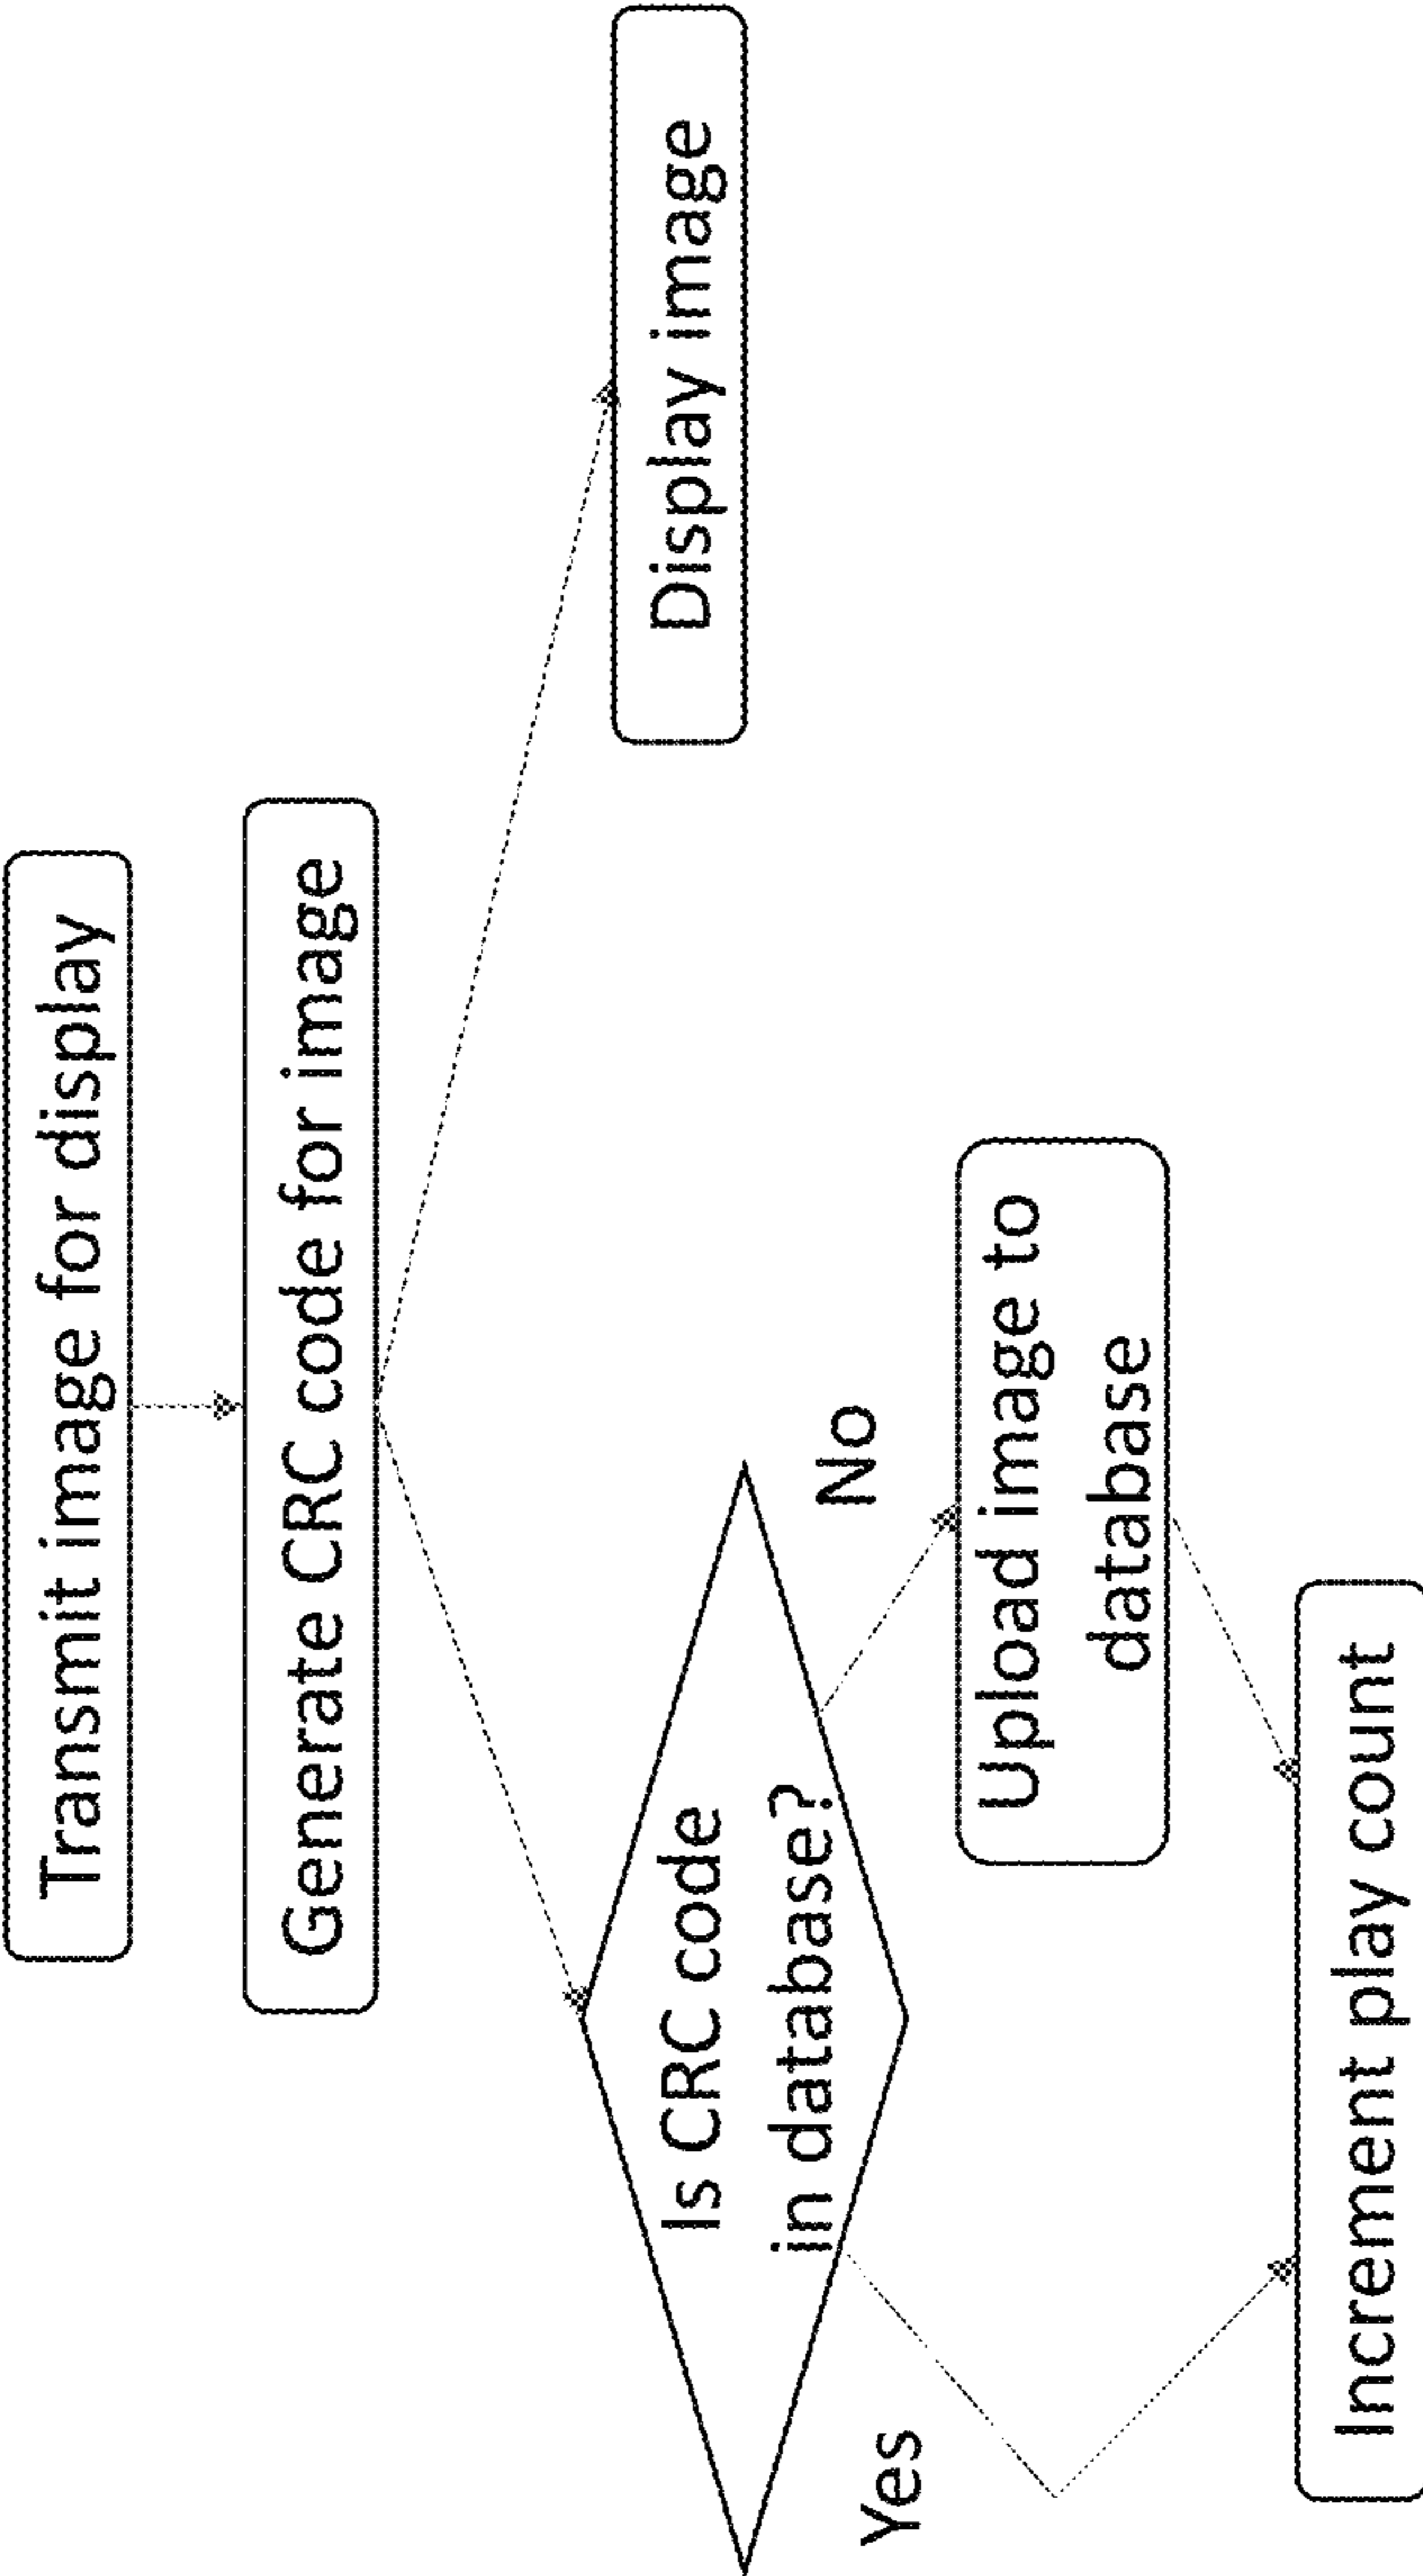 Transmit image for display
Generate CRC code for image
Is CRC code
in database?
Display image
Yes
No
Upload image to
database
Increment play count